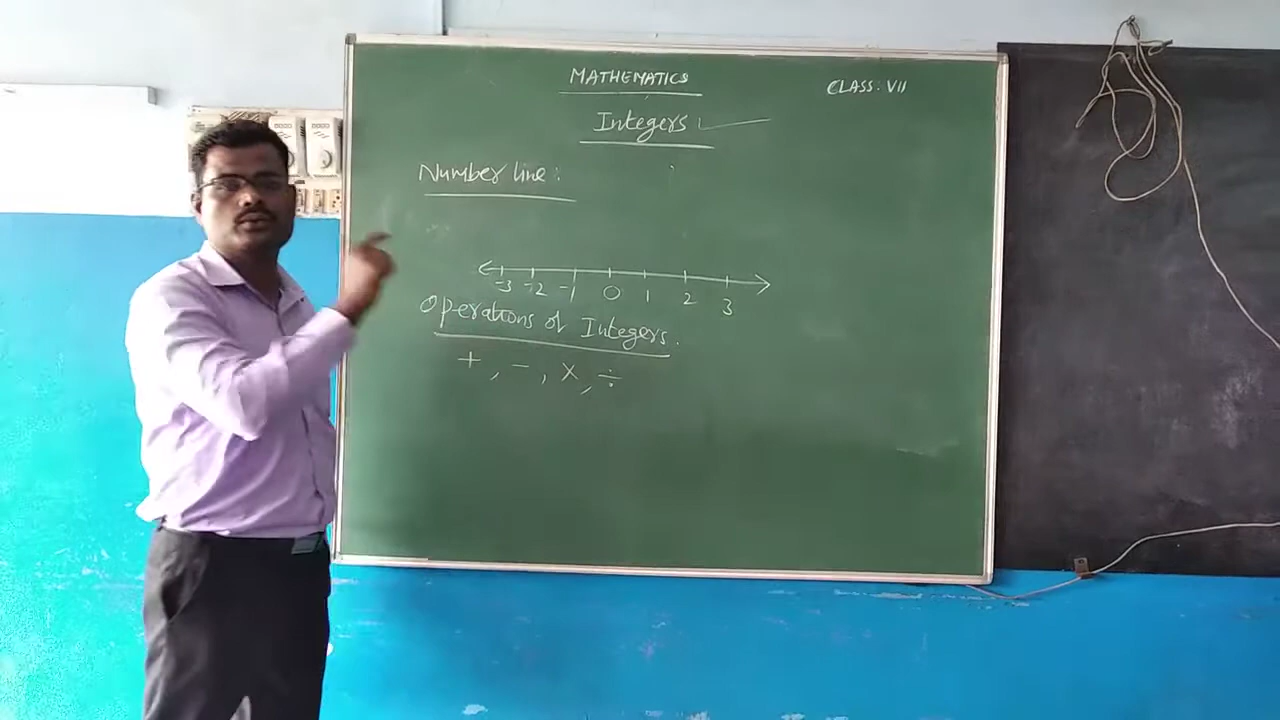 MATHEMATICS
CLASS: VII
Integers
Number line:
-3 -2 -1 0 1 2 3
Operations of Integers.
+, -, ×, ÷